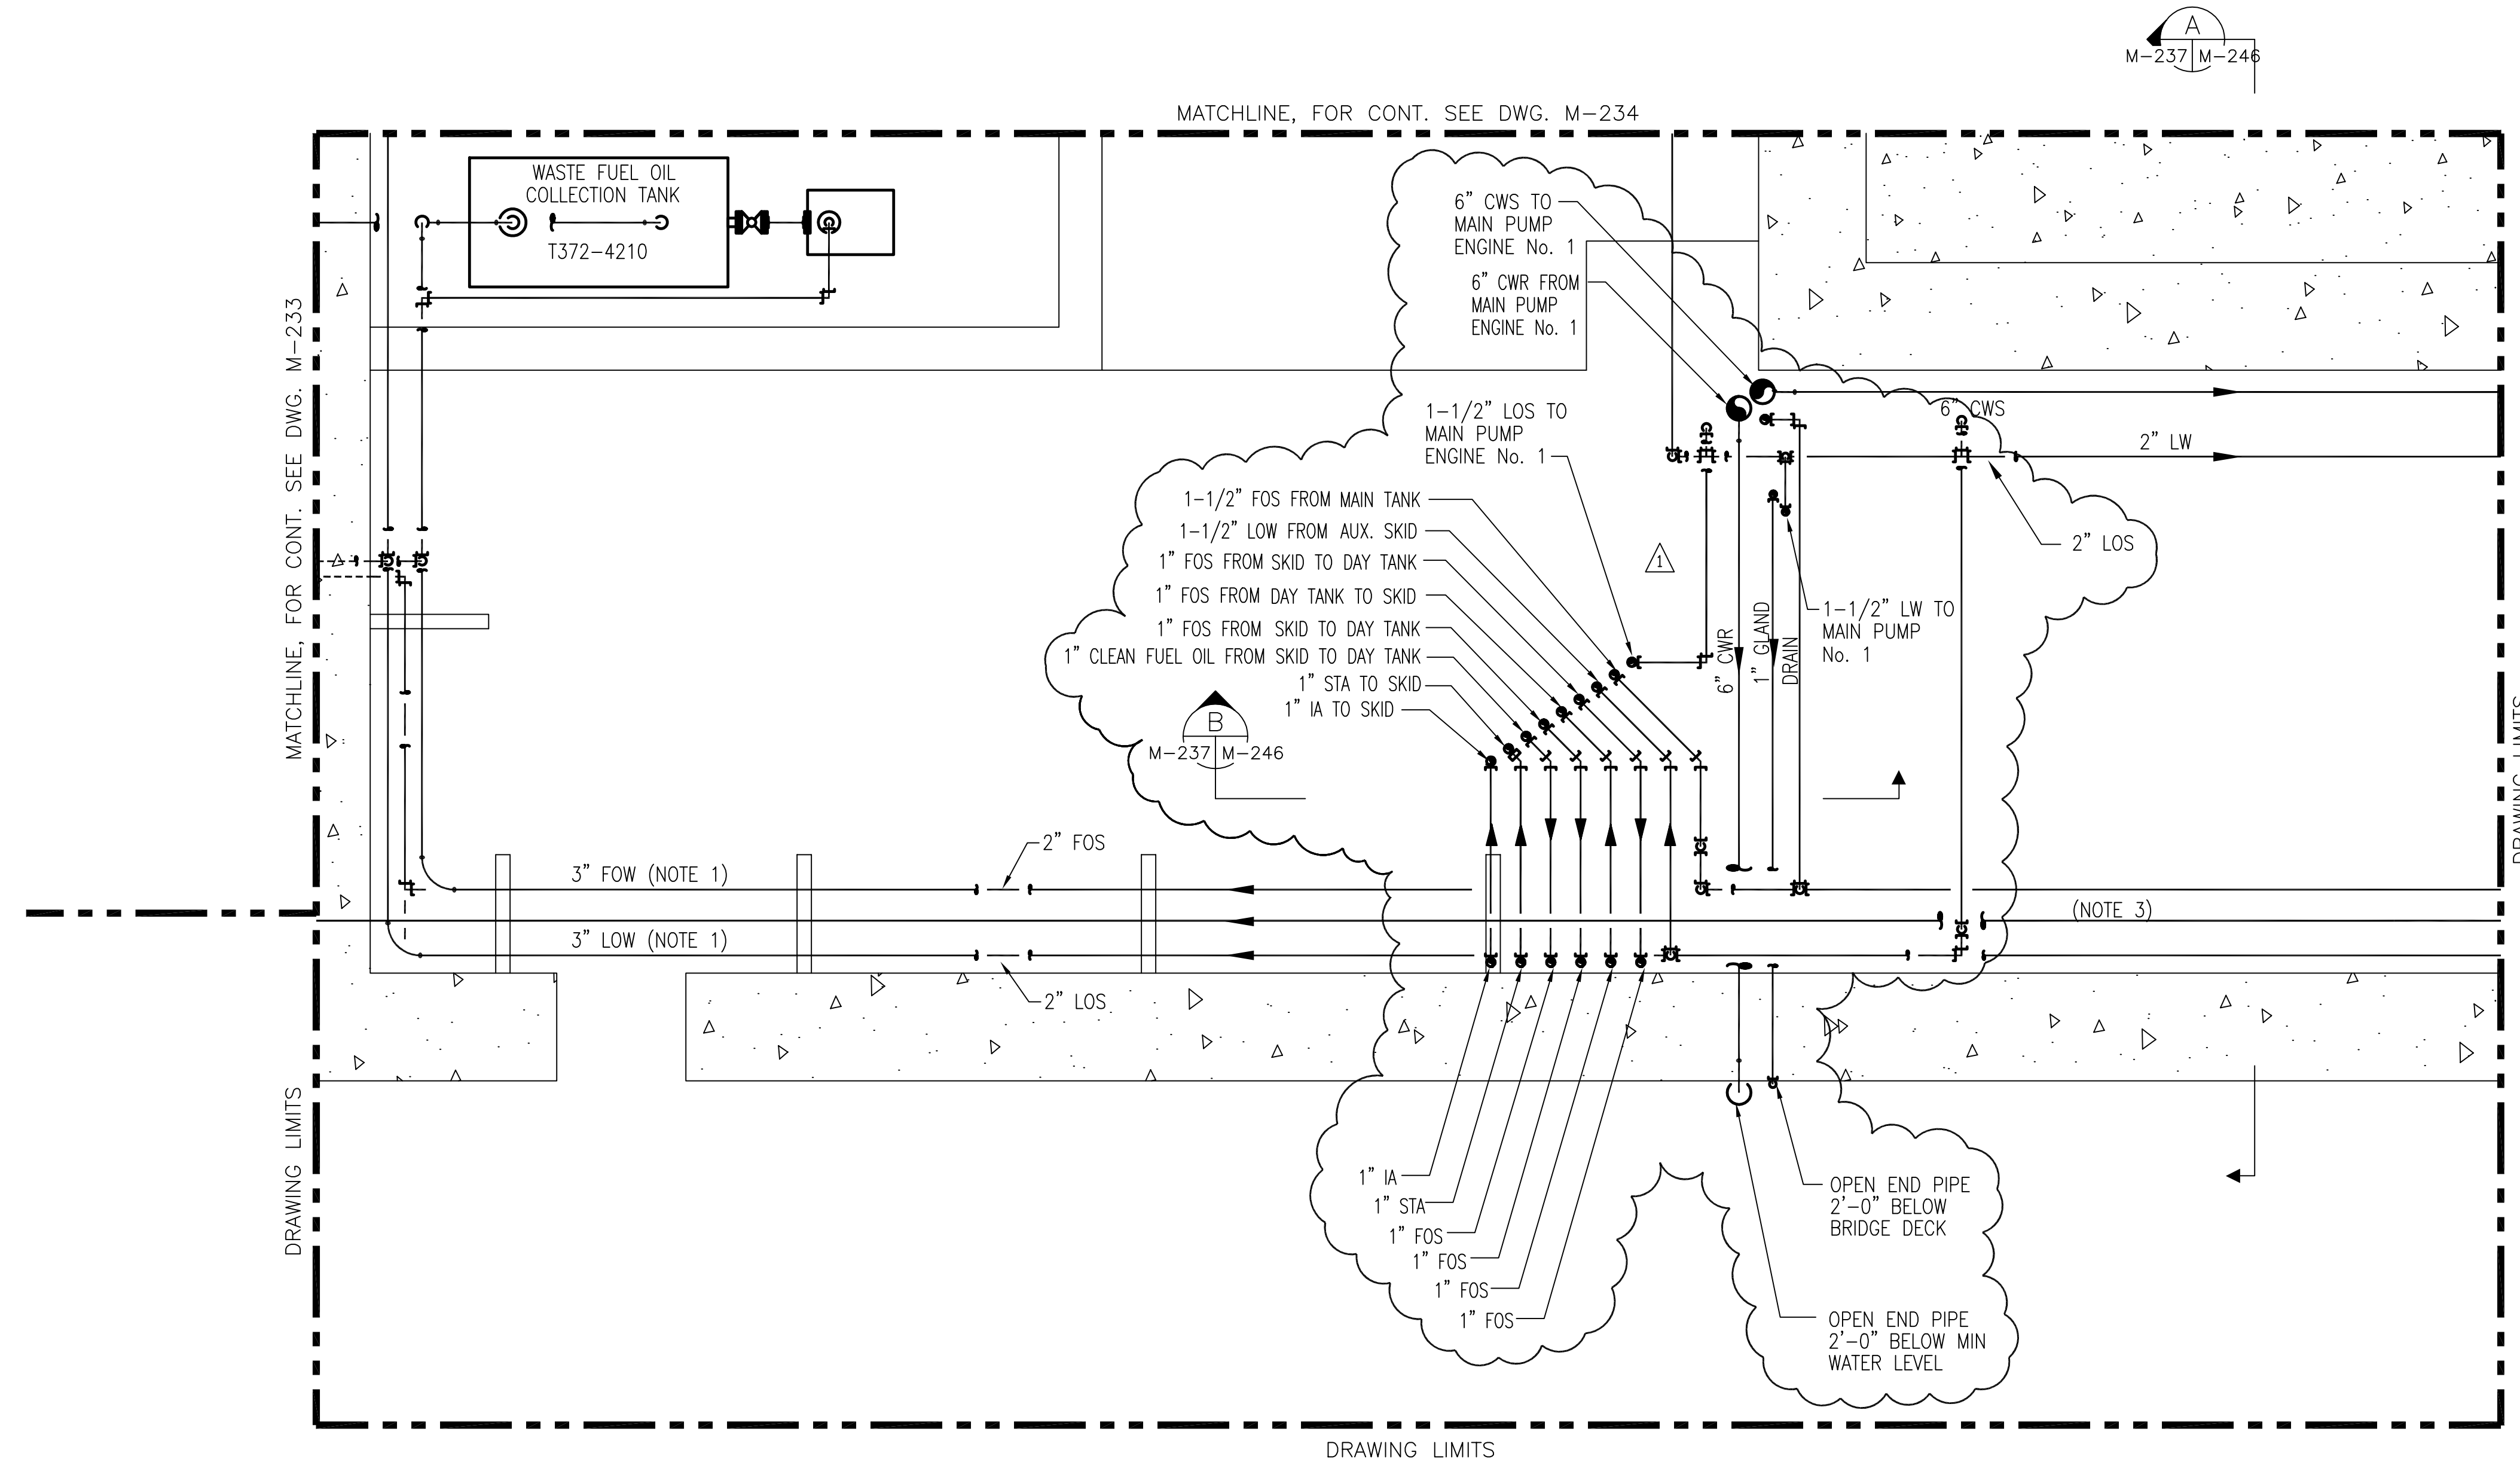 A
M-237 M-246
MATCHLINE, FOR CONT. SEE DWG. M-234
WASTE FUEL OIL
COLLECTION TANK
T372-4210
6" CWS TO
MAIN PUMP
ENGINE No. 1
6" CWR FROM
MAIN PUMP
ENGINE No. 1
MATCHLINE, FOR CONT. SEE DWG. M-233
1-1/2" LOS TO
MAIN PUMP
ENGINE No. 1
6" CWS
2" LW
1-1/2" FOS FROM MAIN TANK
1-1/2" LOW FROM AUX. SKID
1" FOS FROM SKID TO DAY TANK
1" FOS FROM DAY TANK TO SKID
1" FOS FROM SKID TO DAY TANK
1" CLEAN FUEL OIL FROM SKID TO DAY TANK
1" STA TO SKID
1" IA TO SKID
1
2" LOS
1-1/2" LW TO
MAIN PUMP
No. 1
6" CWR
1" GLAND
DRAIN
B
M-237 M-246
DRAWING LIMITS
2" FOS
3" FOW (NOTE 1)
(NOTE 3)
3" LOW (NOTE 1)
2" LOS
DRAWING LIMITS
1" IA
1" STA
1" FOS
1" FOS
1" FOS
1" FOS
OPEN END PIPE
2'-0" BELOW
BRIDGE DECK
OPEN END PIPE
2'-0" BELOW MIN
WATER LEVEL
DRAWING LIMITS